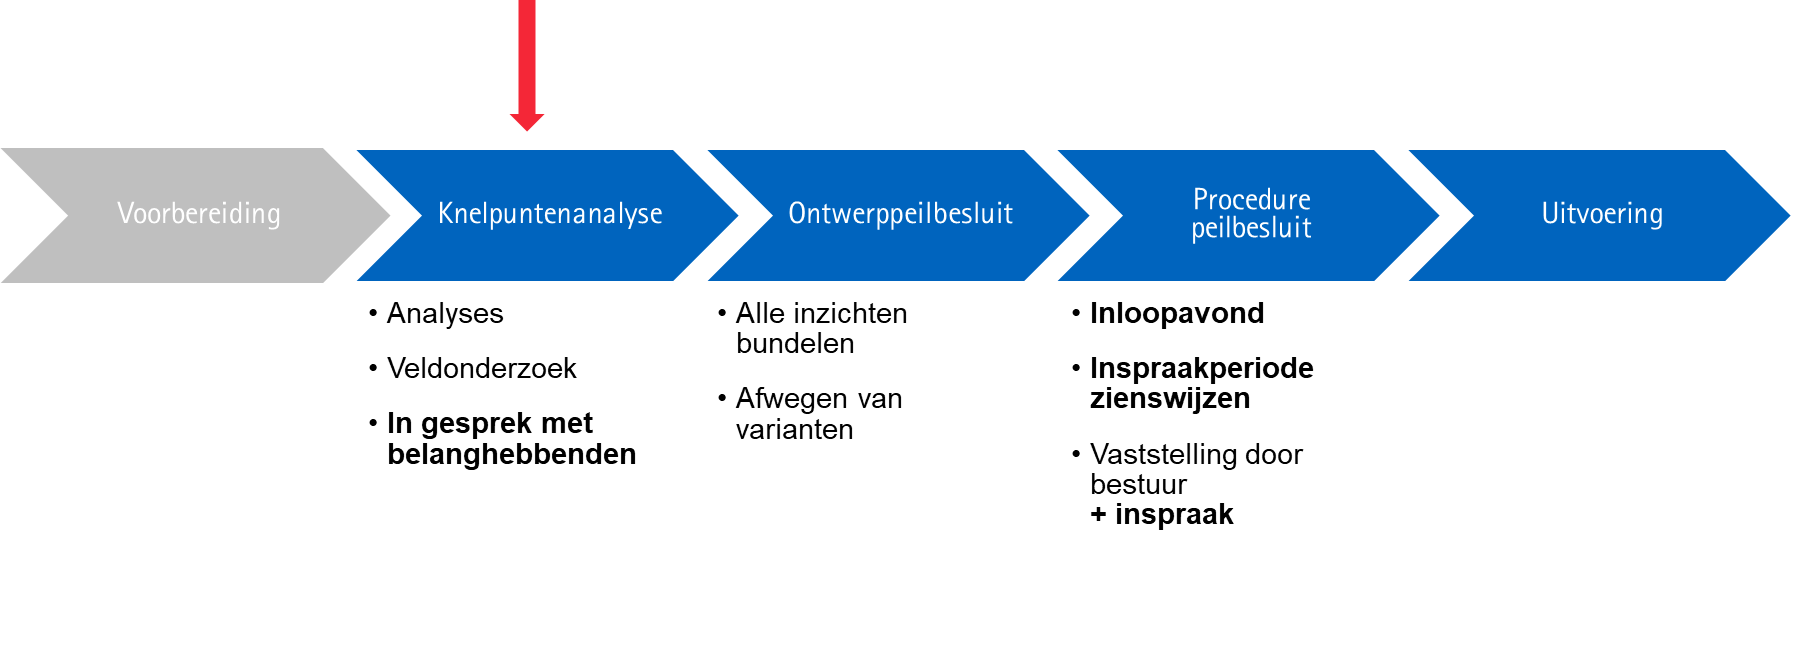 Voorbereiding
Knelpuntenanalyse
Ontwerppeilbesluit
Procedure
peilbesluit
Uitvoering
• Analyses
• Veldonderzoek
• In gesprek met
belanghebbenden
• Alle inzichten
bundelen
• Afwegen van
varianten
• Inloopavond
• Inspraakperiode
zienswijzen
• Vaststelling door
bestuur
+ inspraak